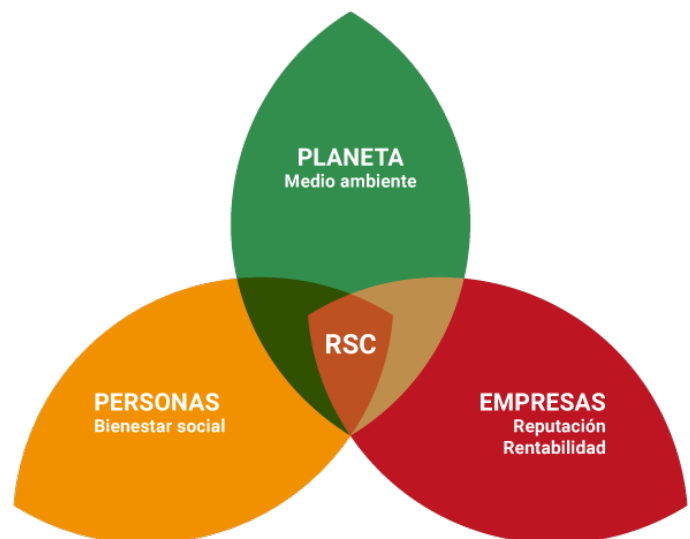 PLANETA
Medio ambiente
RSC
PERSONAS
Bienestar social
EMPRESAS
Reputación
Rentabilidad